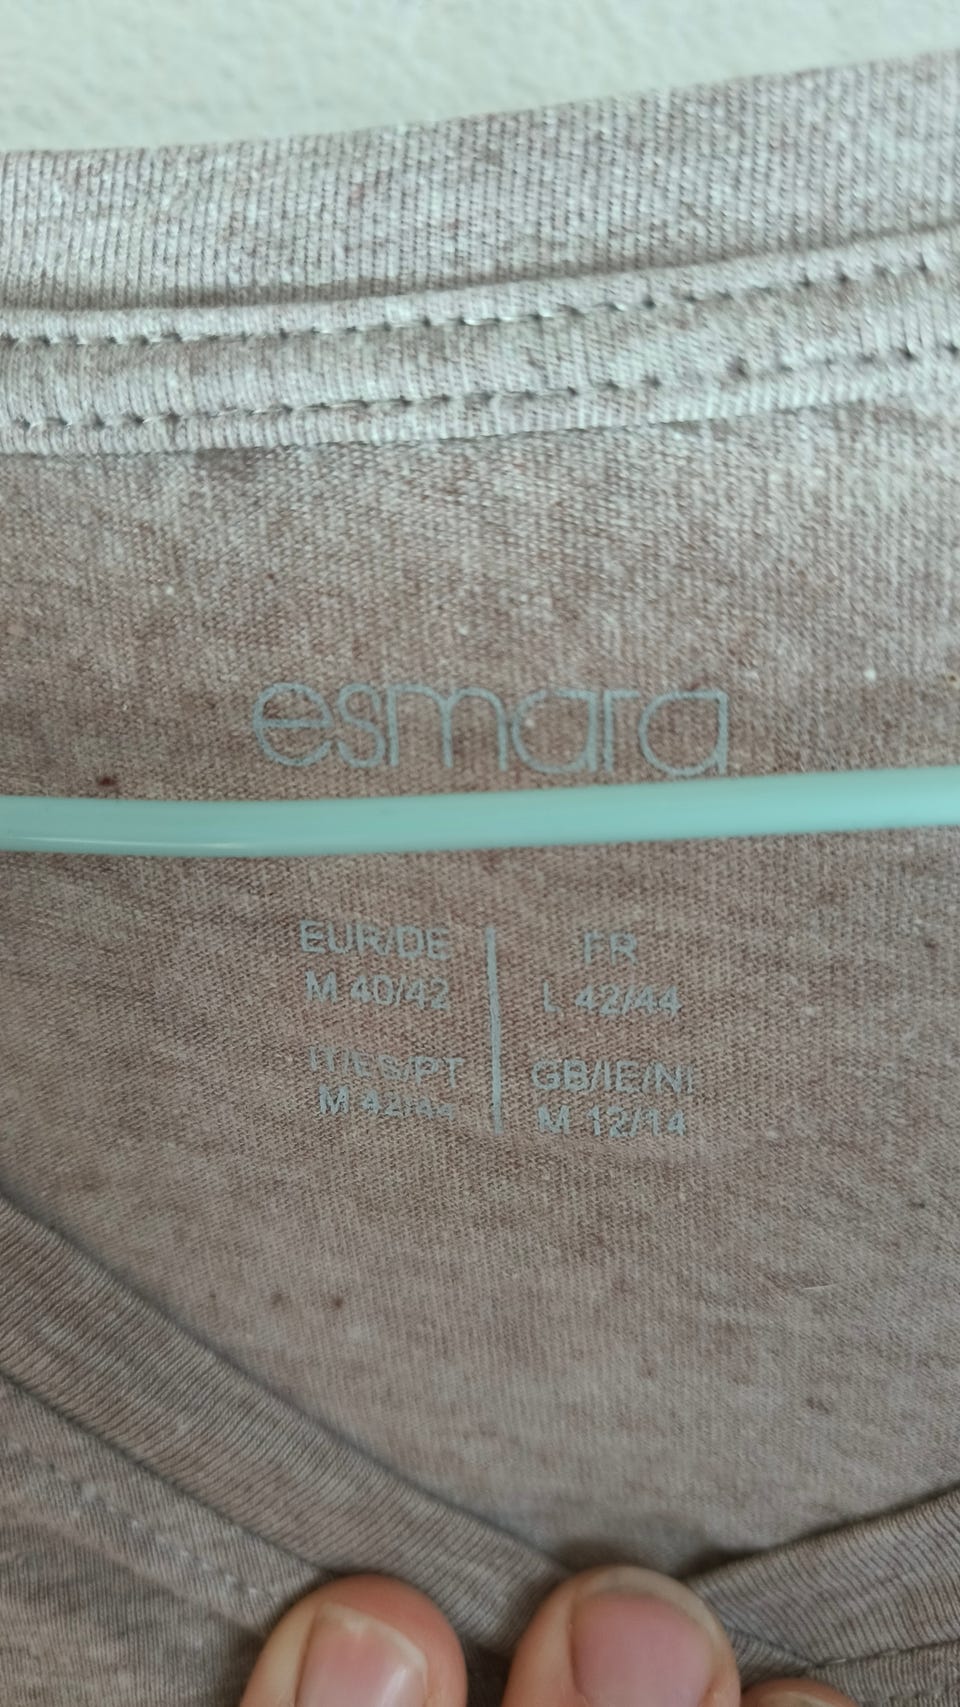 esmara
EUR/DE
M 40/42
FR
L 42/44
IT/ES/PT
M 42/44
GB/IE/NI
M 12/14